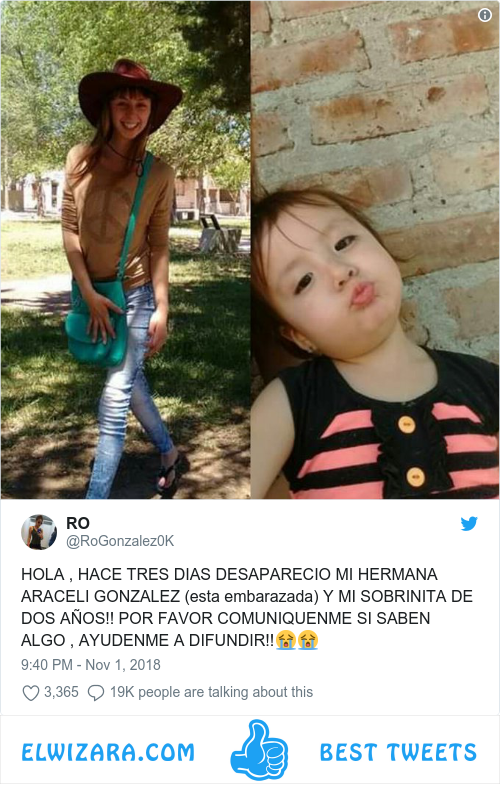 RO
@RoGonzalez0K
HOLA , HACE TRES DIAS DESAPARECIO MI HERMANA
ARACELI GONZALEZ (esta embarazada) Y MI SOBRINITA DE
DOS AÑOS!! POR FAVOR COMUNIQUENME SI SABEN
ALGO , AYUDENME A DIFUNDIR!!😭😭
9:40 PM - Nov 1, 2018
3,365 19K people are talking about this
ELWIZARA.COM BEST TWEETS